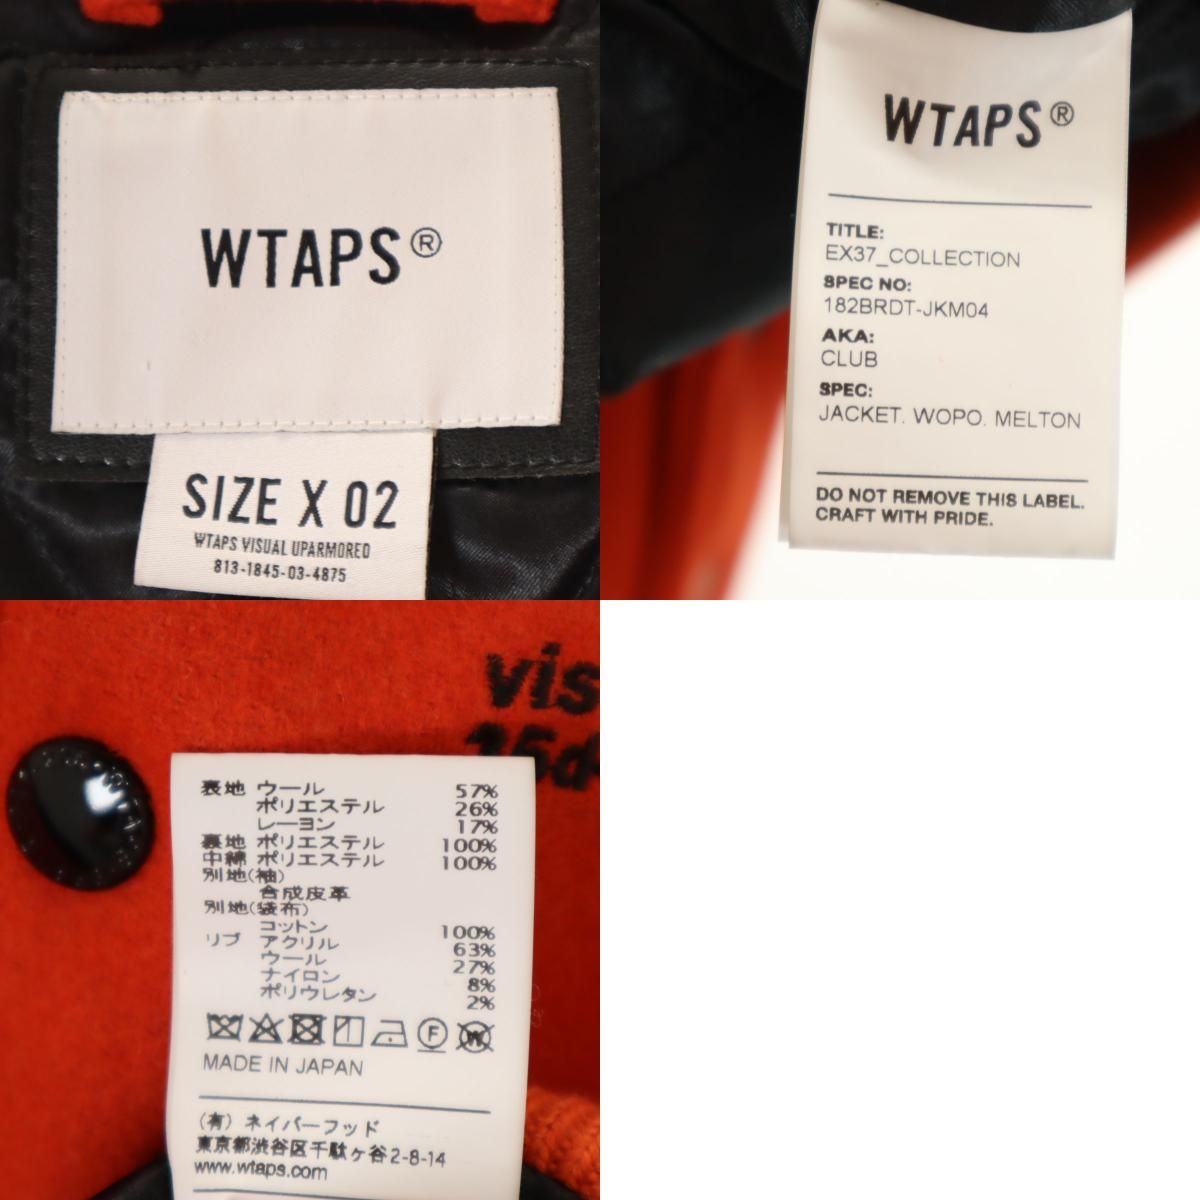 WTAPS®
SIZE X 02
WTAPS VISUAL UPARMORED
813-1845-03-4875
WTAPS®
TITLE:
EX37_COLLECTION
SPEC NO:
182BRDT-JKM04
AKA:
CLUB
SPEC:
JACKET. WOPO. MELTON
DO NOT REMOVE THIS LABEL.
CRAFT WITH PRIDE.
vis
35d
表地 ウール 57%
ポリエステル 26%
レーヨン 17%
裏地 ポリエステル 100%
中綿 ポリエステル 100%
別地(袖)
合成皮革
別地(袋布)
コットン 100%
リブ アクリル 63%
ウール 27%
ナイロン 8%
ポリウレタン 2%
F W
MADE IN JAPAN
(有) ネイバーフッド
東京都渋谷区千駄ヶ谷2-8-14
www.wtaps.com